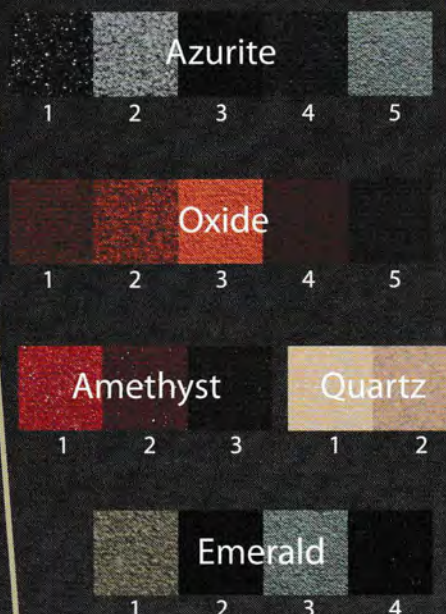 Azurite
1 2 3 4 5
Oxide
1 2 3 4 5
Amethyst Quartz
1 2 3 1 2
Emerald
1 2 3 4